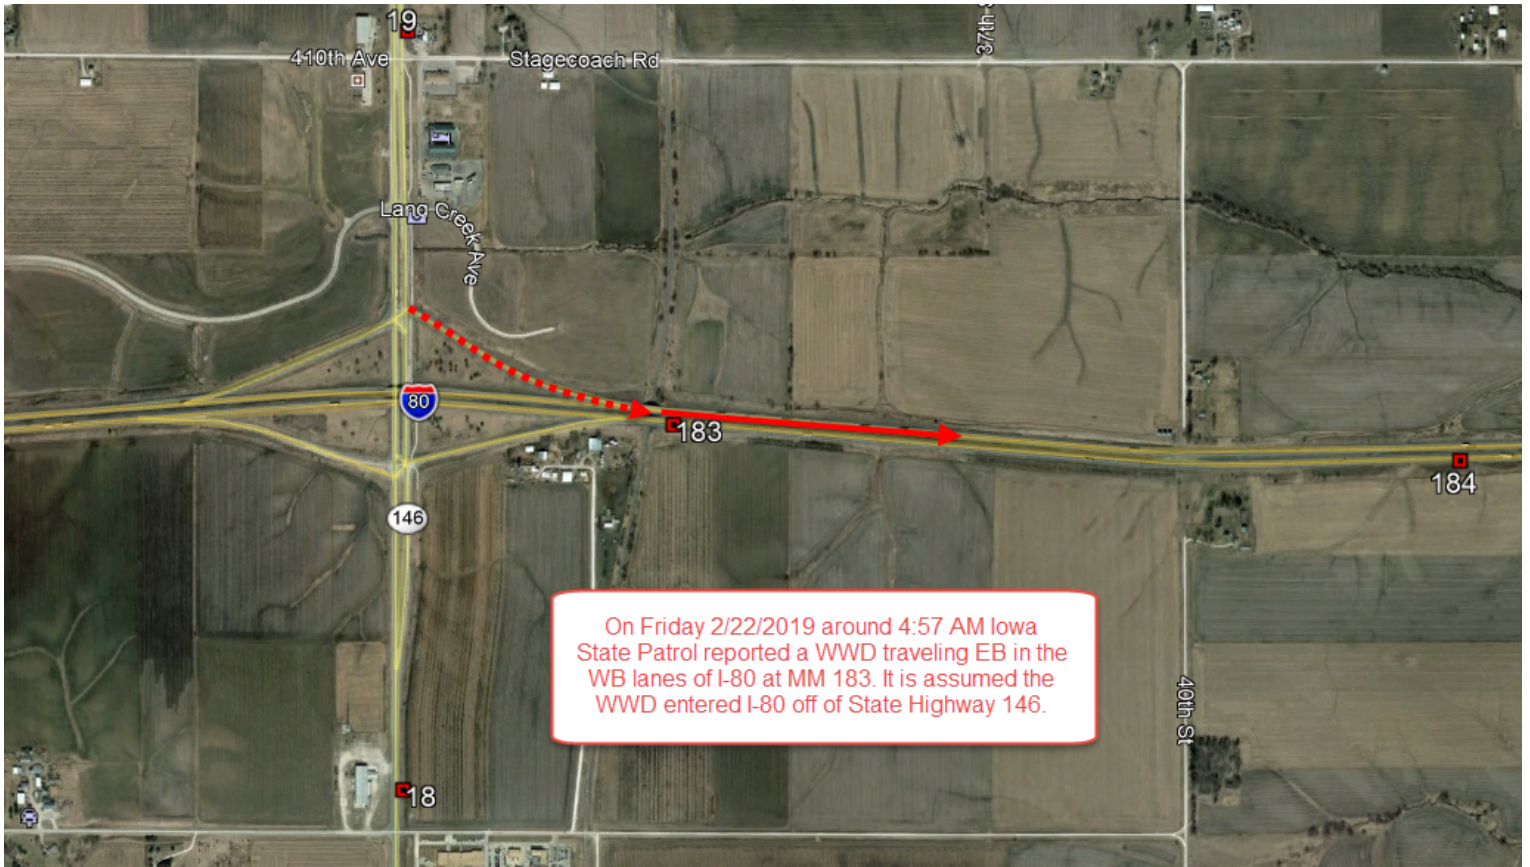 19
37th S
410th Ave
Stagecoach Rd
Lang Creek Ave
80
183
184
146
On Friday 2/22/2019 around 4:57 AM Iowa
State Patrol reported a WWD traveling EB in the
WB lanes of I-80 at MM 183. It is assumed the
WWD entered I-80 off of State Highway 146.
40th St
18